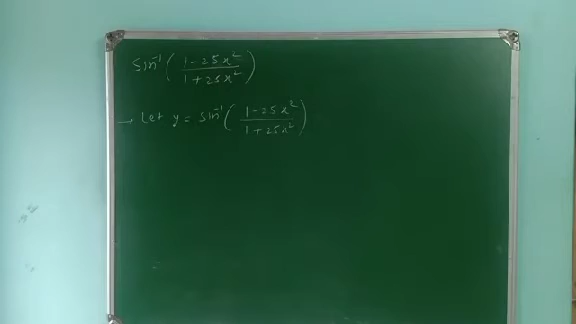 Sin⁻¹ ( (1 - 25x²) / (1 + 25x²) )
→ Let y = Sin⁻¹ ( (1 - 25x²) / (1 + 25x²) )